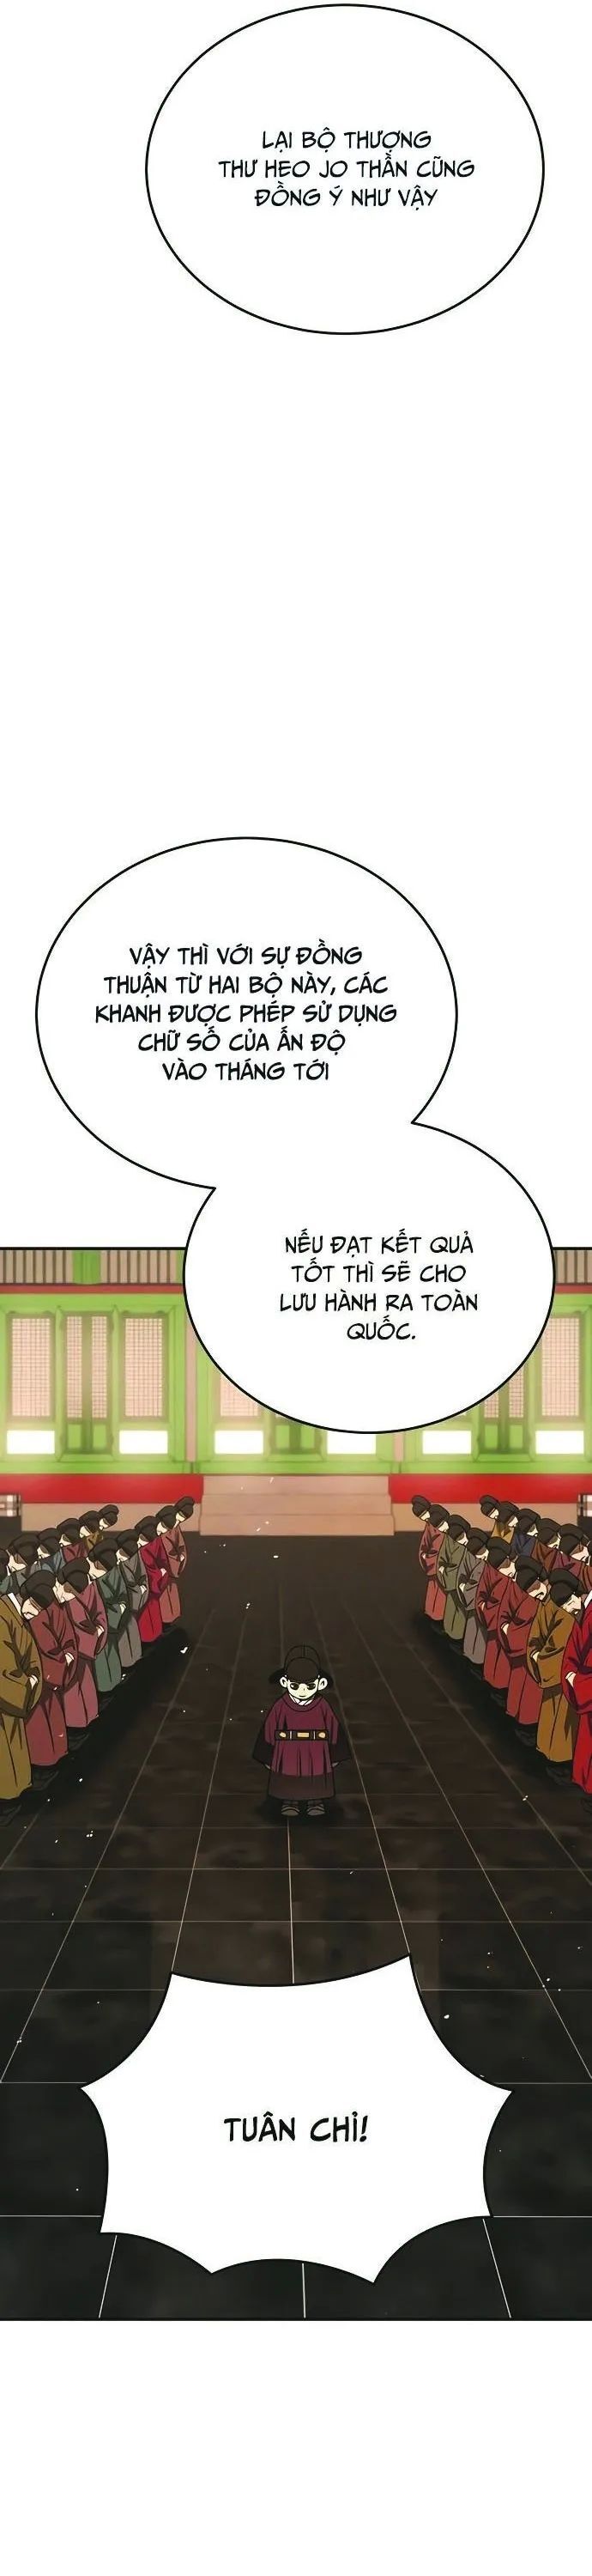 LẠI BỘ THƯỢNG
THƯ HEO JO THẦN CŨNG
ĐỒNG Ý NHƯ VẬY
VẬY THÌ VỚI SỰ ĐỒNG
THUẬN TỪ HAI BỘ NÀY, CÁC
KHANH ĐƯỢC PHÉP SỬ DỤNG
CHỮ SỐ CỦA ẤN ĐỘ
VÀO THÁNG TỚI
NẾU ĐẠT KẾT QUẢ
TỐT THÌ SẼ CHO
LƯU HÀNH RA TOÀN
QUỐC.
TUÂN CHỈ!